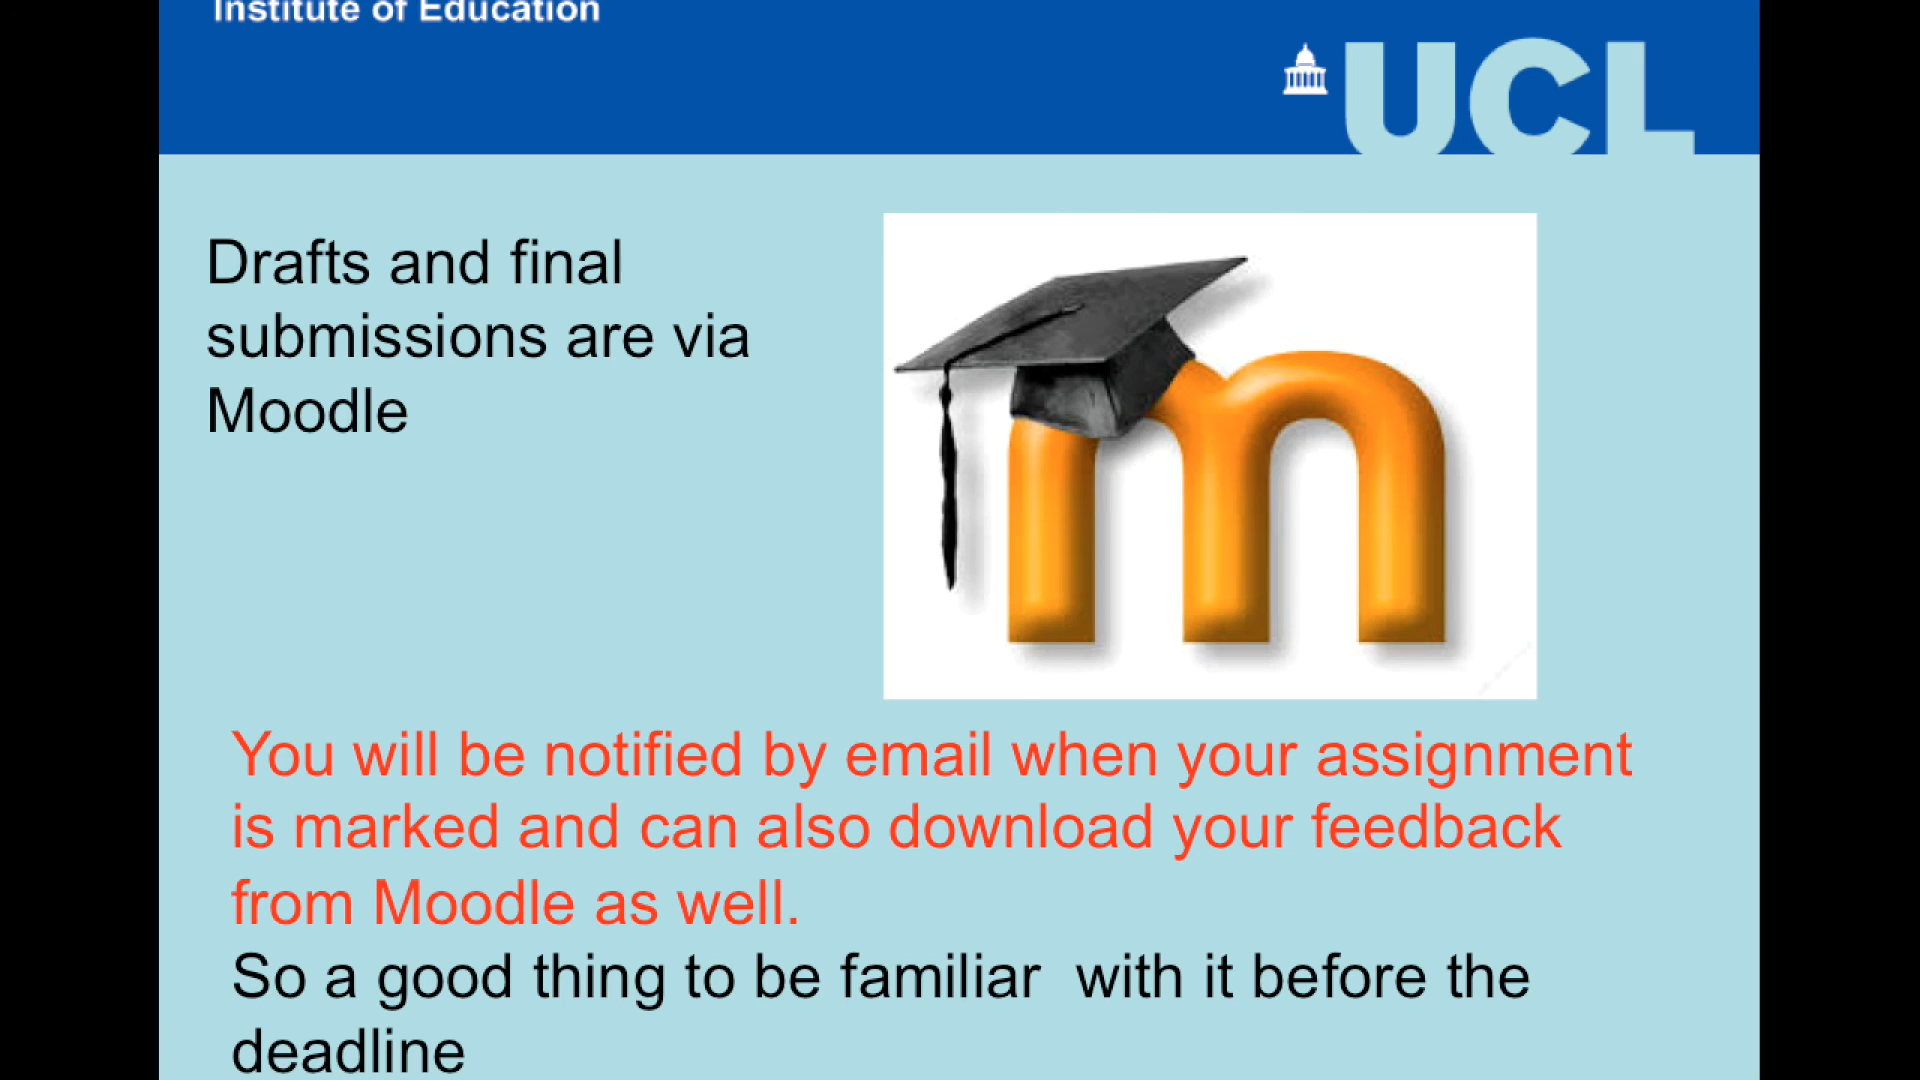 Institute of Education
UCL
Drafts and final
submissions are via
Moodle
m
You will be notified by email when your assignment
is marked and can also download your feedback
from Moodle as well.
So a good thing to be familiar  with it before the
deadline